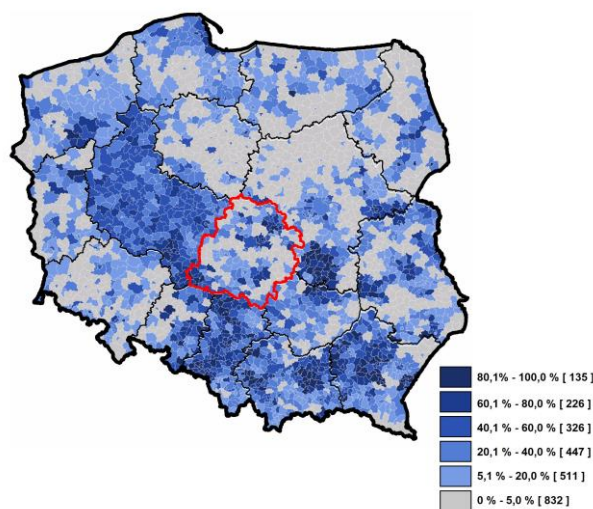 80,1% - 100,0 % [ 135 ]
60,1 % - 80,0 % [ 226 ]
40,1 % - 60,0 % [ 326 ]
20,1 % - 40,0 % [ 447 ]
5,1 % - 20,0 % [ 511 ]
0 % - 5,0 % [ 832 ]